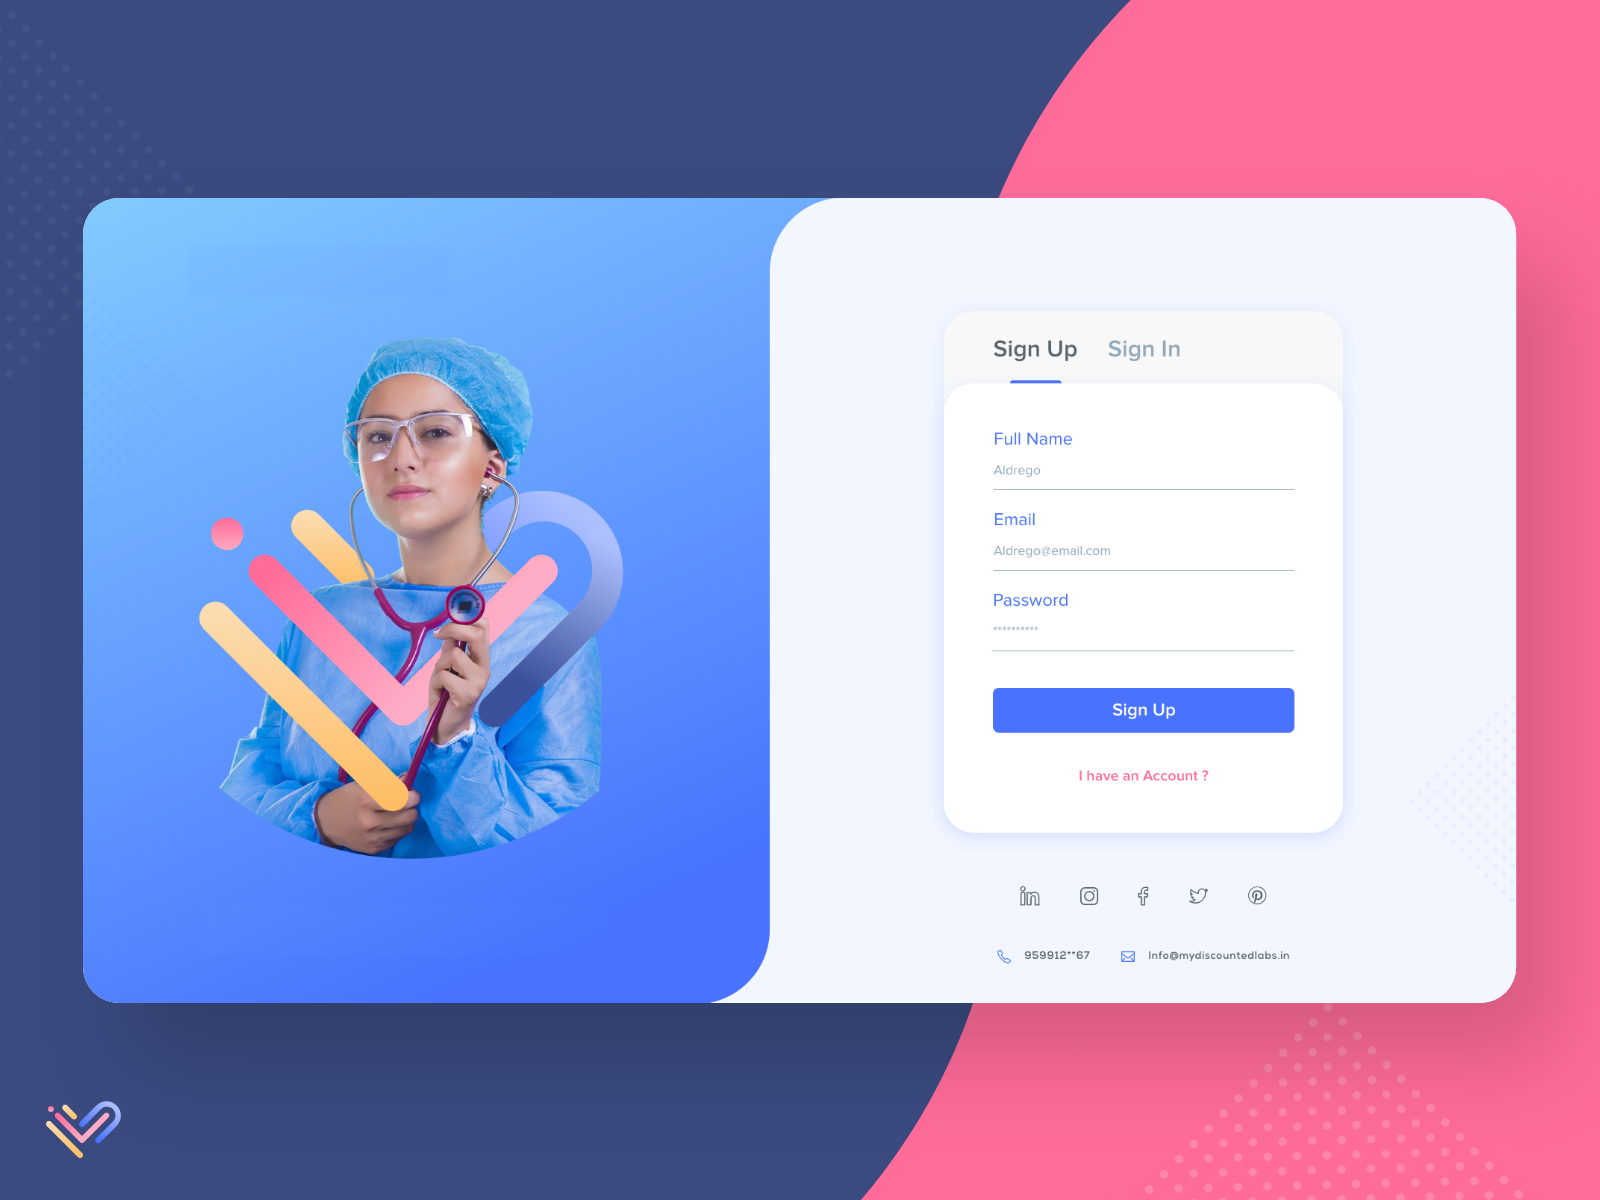 Sign Up Sign In
Full Name
Aldrego
Email
Aldrego@email.com
Password
**********
Sign Up
I have an Account ?
959912**67 Info@mydiscountedlabs.in